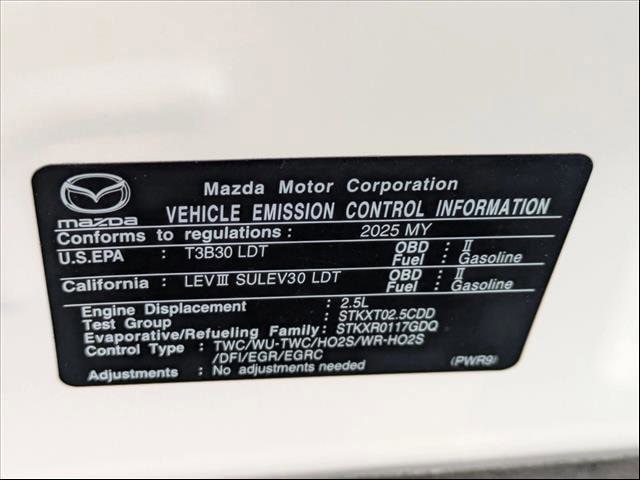 mazda
Mazda Motor Corporation
VEHICLE EMISSION CONTROL INFORMATION
Conforms to regulations : 2025 MY
U.S.EPA : T3B30 LDT OBD : II
Fuel : Gasoline
California : LEVIII SULEV30 LDT OBD : II
Fuel : Gasoline
Engine Displacement : 2.5L
Test Group : STKXT02.5CDD
Evaporative/Refueling Family: STKXR0117GDQ
Control Type : TWC/WU-TWC/HO2S/WR-HO2S
/DFI/EGR/EGRC
Adjustments : No adjustments needed (PWR9)